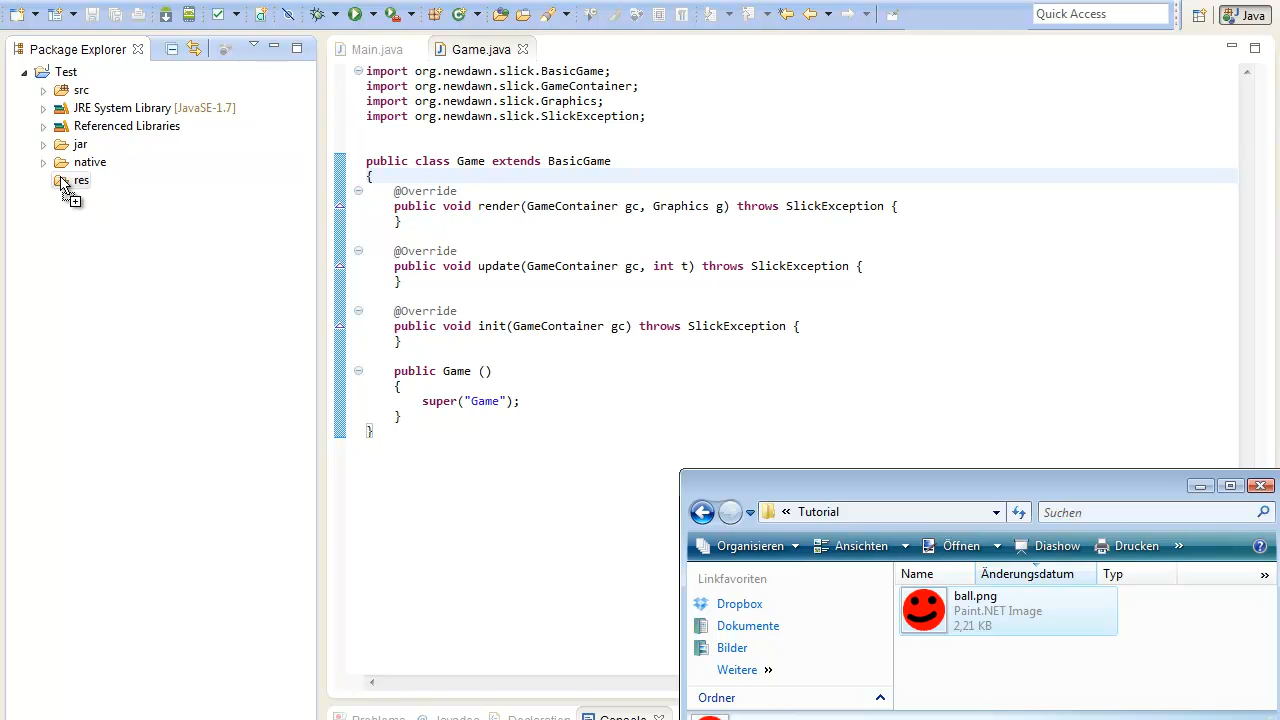 Quick Access
Java
Package Explorer
Main.java
Game.java
Test
src
JRE System Library [JavaSE-1.7]
Referenced Libraries
jar
native
res
import org.newdawn.slick.BasicGame;
import org.newdawn.slick.GameContainer;
import org.newdawn.slick.Graphics;
import org.newdawn.slick.SlickException;
public class Game extends BasicGame
{
@Override
public void render(GameContainer gc, Graphics g) throws SlickException {
}
@Override
public void update(GameContainer gc, int t) throws SlickException {
}
@Override
public void init(GameContainer gc) throws SlickException {
}
public Game ()
{
super("Game");
}
}
« Tutorial
Suchen
Organisieren
Ansichten
Öffnen
Diashow
Drucken
»
Linkfavoriten
Name
Änderungsdatum
Typ
»
Dropbox
Dokumente
Bilder
Weitere »
ball.png
Paint.NET Image
2,21 KB
Ordner
Problems
Javadoc
Declaration
Console